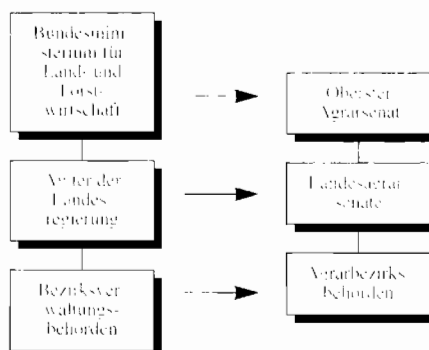 Bundesmini
sterium für
Land- und
Forst-
wirtschaft
Oberster
Agrarsenat
Ämter der
Landes
regierung
Landesagrar
senate
Bezirksver
waltungs-
behörden
Agrarbezirks
behörden